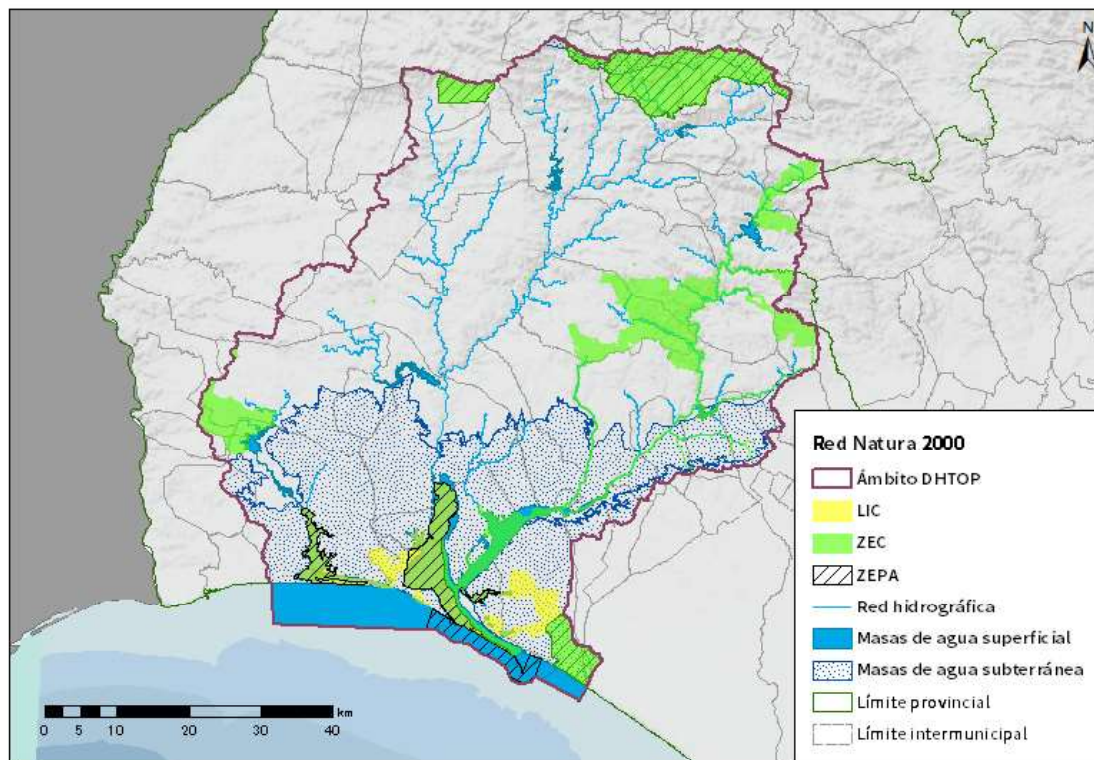 N
Red Natura 2000
Ámbito DHTOP
LIC
ZEC
ZEPA
Red hidrográfica
Masas de agua superficial
Masas de agua subterránea
Límite provincial
Límite intermunicipal
km
0 5 10 20 30 40